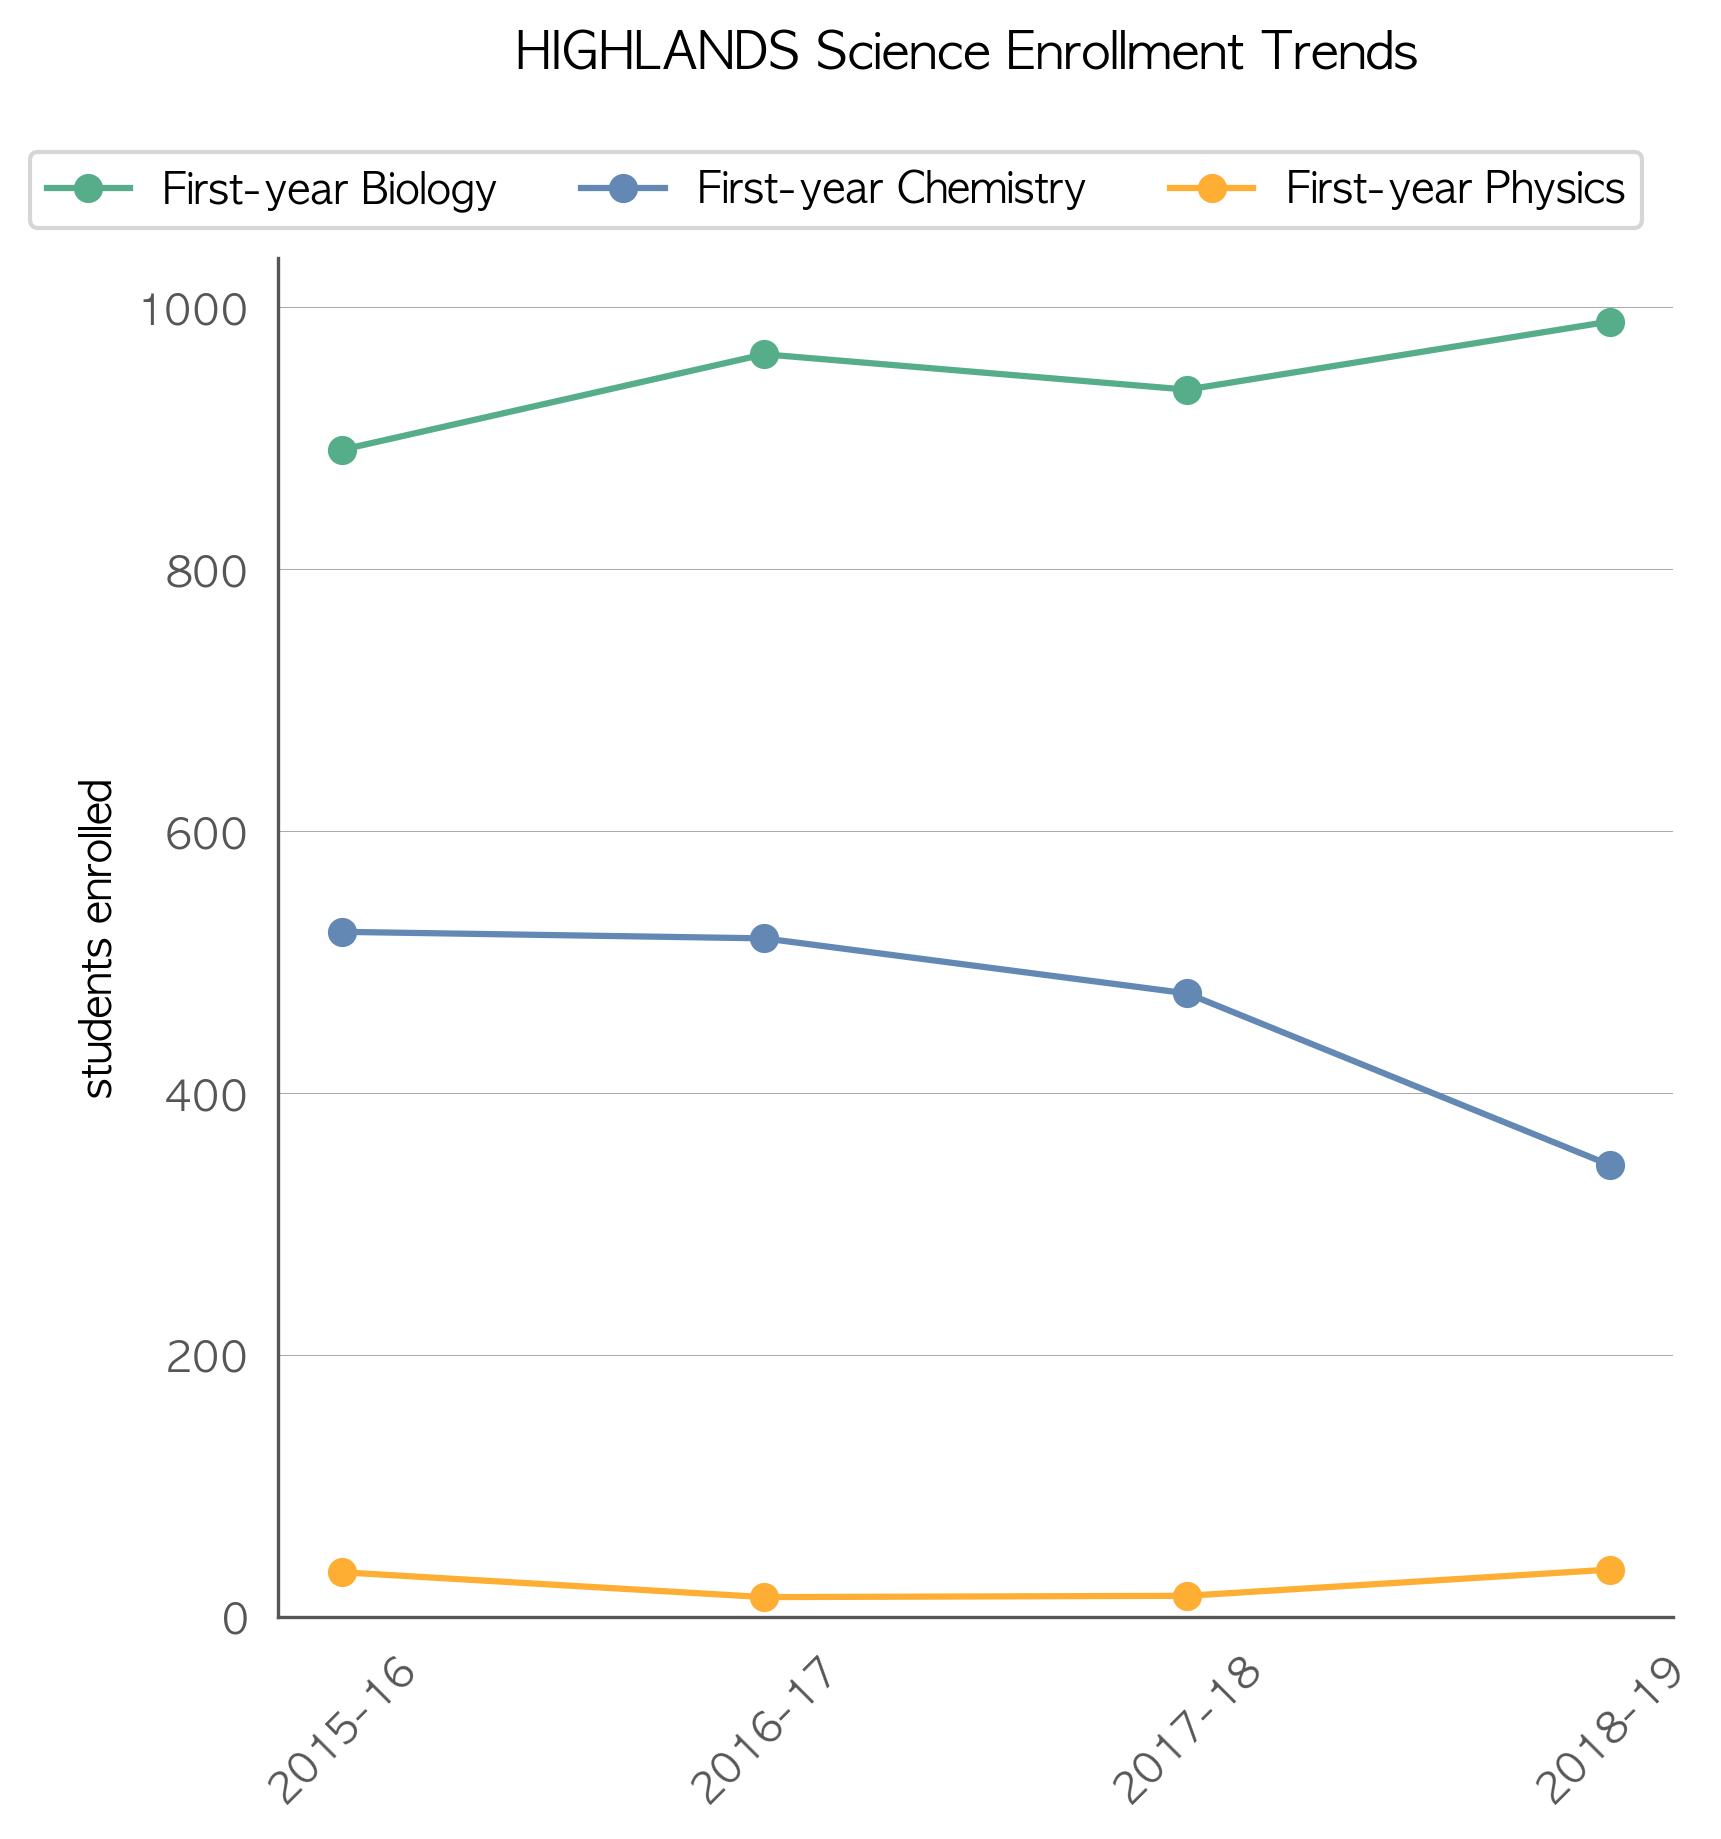 HIGHLANDS Science Enrollment Trends
First-year Biology First-year Chemistry First-year Physics
1000
800
600
400
200
0
students enrolled
2015-16 2016-17 2017-18 2018-19